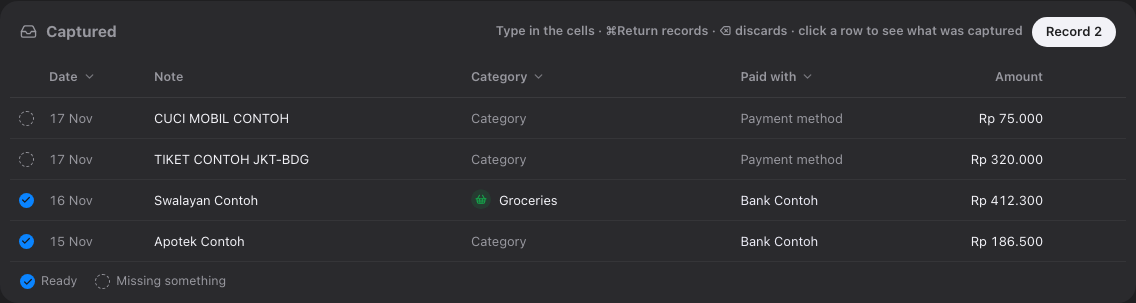 Captured
Type in the cells · ⌘Return records · ⌫ discards · click a row to see what was captured
Record 2
Date Note Category Paid with Amount
17 Nov CUCI MOBIL CONTOH Category Payment method Rp 75.000
17 Nov TIKET CONTOH JKT-BDG Category Payment method Rp 320.000
16 Nov Swalayan Contoh Groceries Bank Contoh Rp 412.300
15 Nov Apotek Contoh Category Bank Contoh Rp 186.500
Ready Missing something